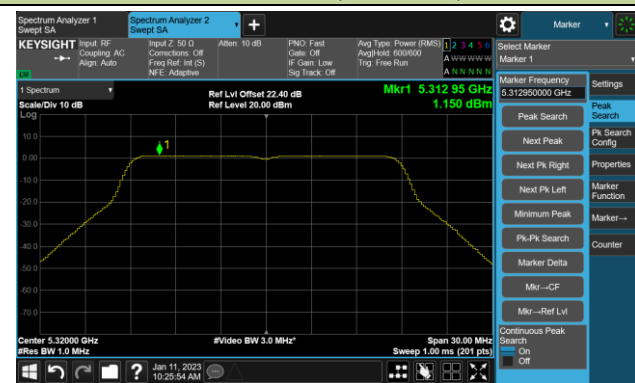 Spectrum Analyzer 1
Swept SA
Spectrum Analyzer 2
Swept SA
Marker
KEYSIGHT
Input: RF
Coupling: AC
Align: Auto
Input Z: 50 Ω
Corrections: Off
Freq Ref: Int (S)
NFE: Adaptive
Atten: 10 dB
PNO: Fast
Gate: Off
IF Gain: Low
Sig Track: Off
Avg Type: Power (RMS)
Avg|Hold: 600/600
Trig: Free Run
1 2 3 4 5 6
A W W W W W
A N N N N N
Select Marker
Marker 1
1 Spectrum
Scale/Div 10 dB
Log
Ref Lvl Offset 22.40 dB
Ref Level 20.00 dBm
Mkr1 5.312 95 GHz
1.150 dBm
Marker Frequency
5.312950000 GHz
Settings
Peak Search
Next Peak
Next Pk Right
Next Pk Left
Minimum Peak
Pk-Pk Search
Marker Delta
Mkr→CF
Mkr→Ref Lvl
Continuous Peak
Search
On
Off
Peak
Search
Pk Search
Config
Properties
Marker
Function
Marker→
Counter
10.0
0.00
-10.0
-20.0
-30.0
-40.0
-50.0
-60.0
-70.0
1
Center 5.32000 GHz
#Res BW 1.0 MHz
#Video BW 3.0 MHz*
Span 30.00 MHz
Sweep 1.00 ms (201 pts)
?
Jan 11, 2023
10:25:54 AM